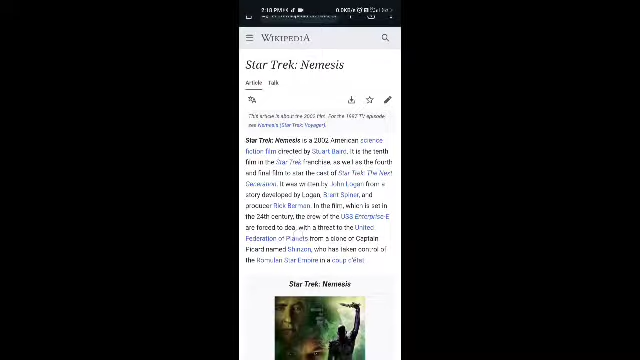 2:18 PM
WIKIPEDIA
Star Trek: Nemesis
Article Talk
This article is about the 2002 film. For the 1997 TV episode
see Nemesis (Star Trek: Voyager).
Star Trek: Nemesis is a 2002 American science
fiction film directed by Stuart Baird. It is the tenth
film in the Star Trek franchise, as well as the fourth
and final film to star the cast of Star Trek: The Next
Generation. It was written by John Logan from a
story developed by Logan, Brent Spiner, and
producer Rick Berman. In the film, which is set in
the 24th century, the crew of the USS Enterprise-E
are forced to deal with a threat to the United
Federation of Planets from a clone of Captain
Picard named Shinzon, who has taken control of
the Romulan Star Empire in a coup d'état.
Star Trek: Nemesis